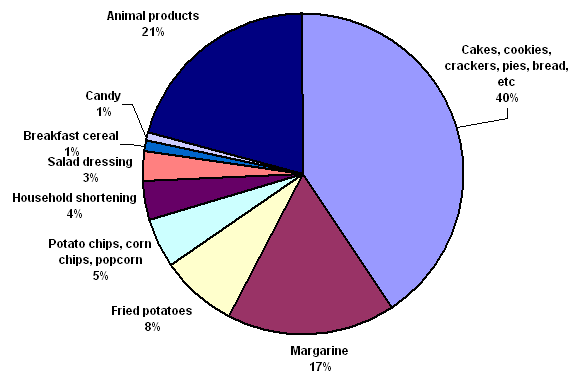 Animal products
21%
Cakes, cookies,
crackers, pies, bread,
etc
40%
Candy
1%
Breakfast cereal
1%
Salad dressing
3%
Household shortening
4%
Potato chips, corn
chips, popcorn
5%
Fried potatoes
8%
Margarine
17%